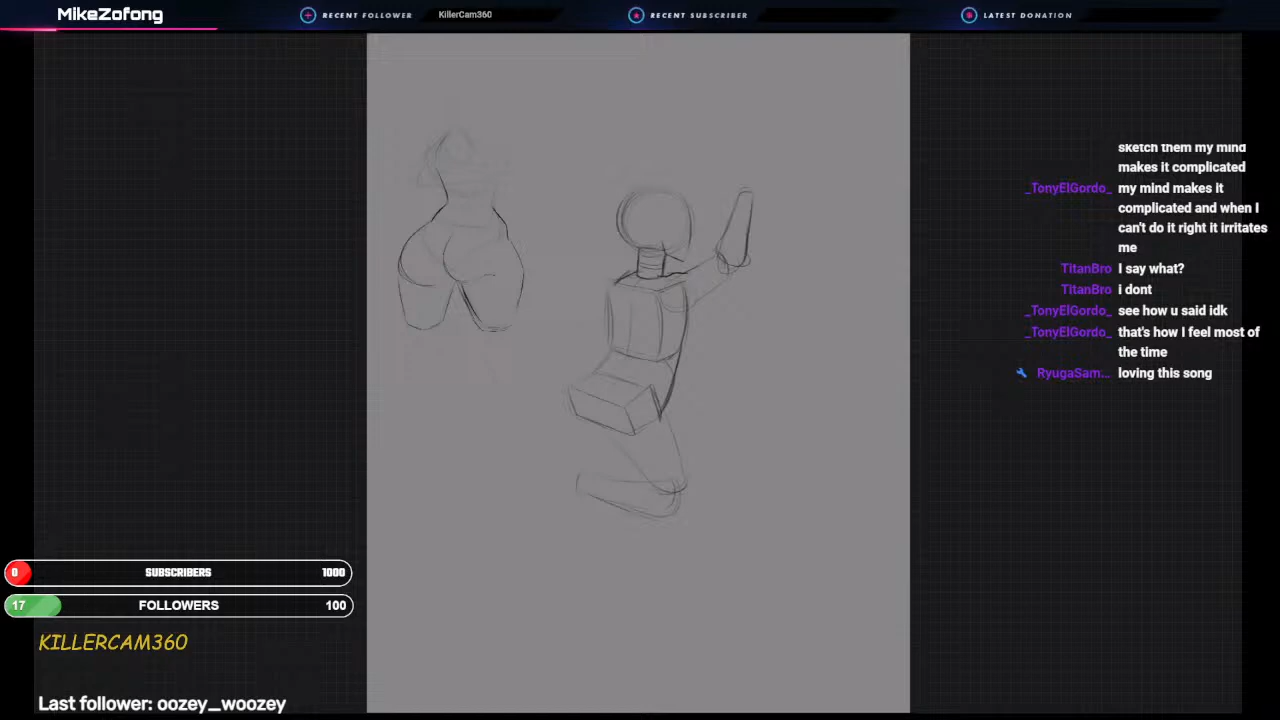 MikeZofong
RECENT FOLLOWER
KillerCam360
RECENT SUBSCRIBER
LATEST DONATION
sketch them my mind
makes it complicated
_TonyElGordo_ my mind makes it
complicated and when I
can't do it right it irritates
me
TitanBro I say what?
TitanBro i dont
_TonyElGordo_ see how u said idk
_TonyElGordo_ that's how I feel most of
the time
RyugaSam... loving this song
0 SUBSCRIBERS 1000
17 FOLLOWERS 100
KILLERCAM360
Last follower: oozey_woozey